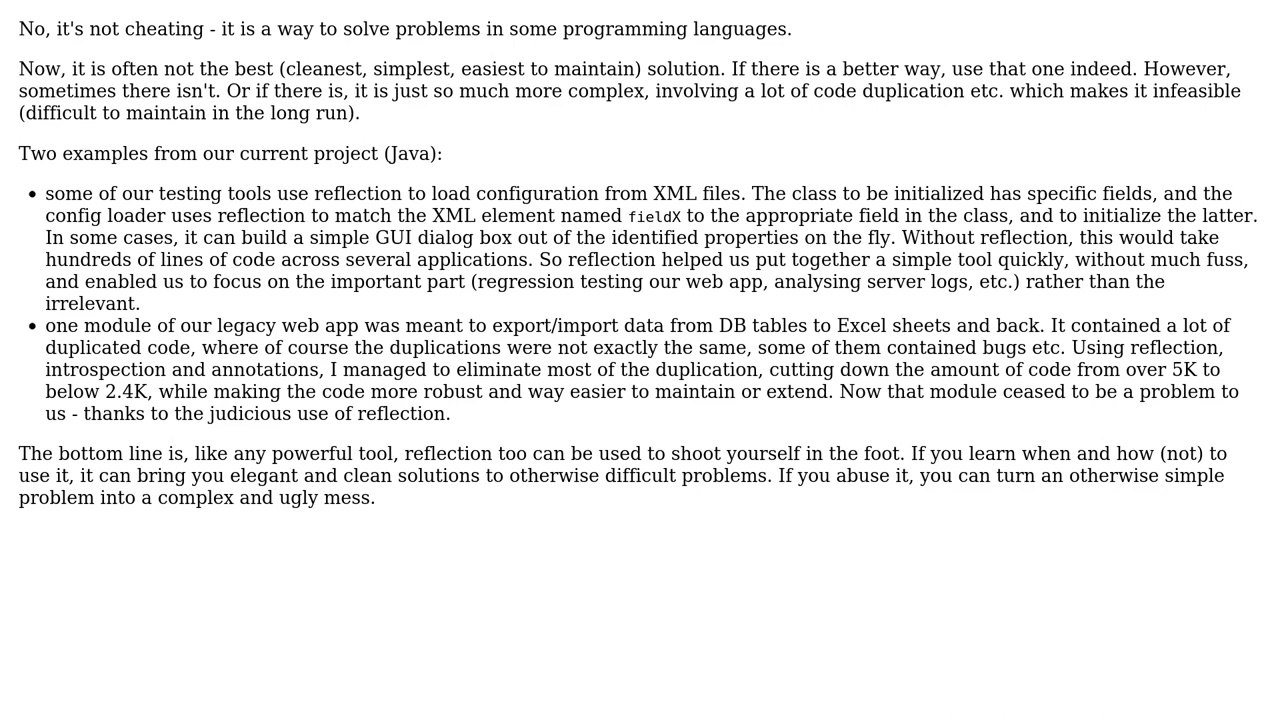 No, it's not cheating - it is a way to solve problems in some programming languages.
Now, it is often not the best (cleanest, simplest, easiest to maintain) solution. If there is a better way, use that one indeed. However,
sometimes there isn't. Or if there is, it is just so much more complex, involving a lot of code duplication etc. which makes it infeasible
(difficult to maintain in the long run).
Two examples from our current project (Java):
• some of our testing tools use reflection to load configuration from XML files. The class to be initialized has specific fields, and the
config loader uses reflection to match the XML element named fieldX to the appropriate field in the class, and to initialize the latter.
In some cases, it can build a simple GUI dialog box out of the identified properties on the fly. Without reflection, this would take
hundreds of lines of code across several applications. So reflection helped us put together a simple tool quickly, without much fuss,
and enabled us to focus on the important part (regression testing our web app, analysing server logs, etc.) rather than the
irrelevant.
• one module of our legacy web app was meant to export/import data from DB tables to Excel sheets and back. It contained a lot of
duplicated code, where of course the duplications were not exactly the same, some of them contained bugs etc. Using reflection,
introspection and annotations, I managed to eliminate most of the duplication, cutting down the amount of code from over 5K to
below 2.4K, while making the code more robust and way easier to maintain or extend. Now that module ceased to be a problem to
us - thanks to the judicious use of reflection.
The bottom line is, like any powerful tool, reflection too can be used to shoot yourself in the foot. If you learn when and how (not) to
use it, it can bring you elegant and clean solutions to otherwise difficult problems. If you abuse it, you can turn an otherwise simple
problem into a complex and ugly mess.